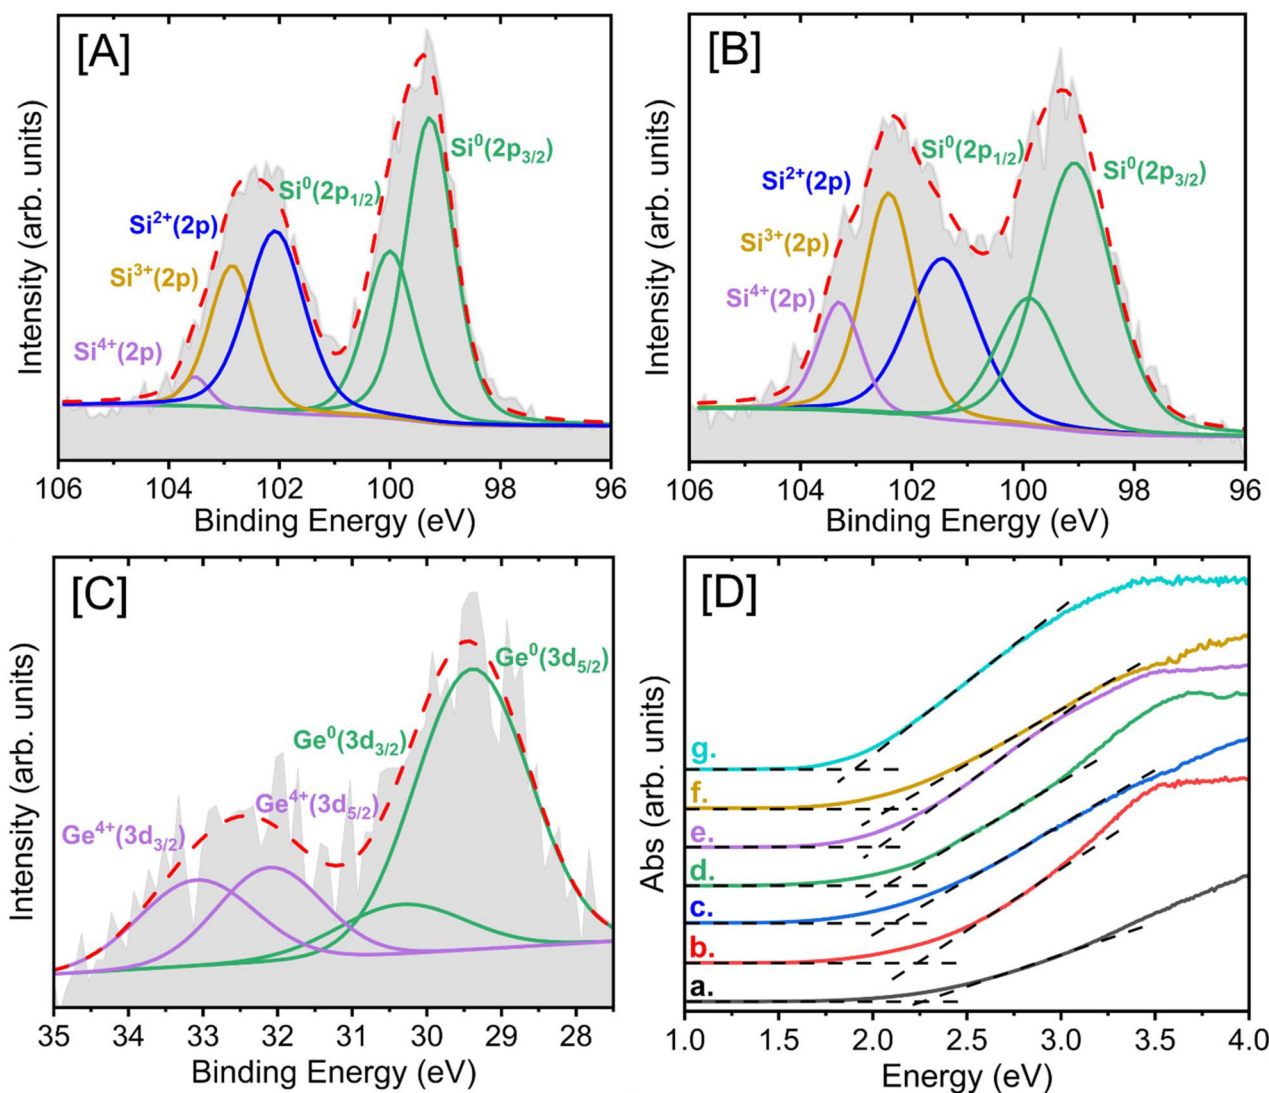 [A]
Si⁰(2p₃/₂)
Si⁰(2p₁/₂)
Si²⁺(2p)
Si³⁺(2p)
Si⁴⁺(2p)
Intensity (arb. units)
106 104 102 100 98 96
Binding Energy (eV)
[B]
Si⁰(2p₁/₂)
Si⁰(2p₃/₂)
Si²⁺(2p)
Si³⁺(2p)
Si⁴⁺(2p)
Intensity (arb. units)
106 104 102 100 98 96
Binding Energy (eV)
[C]
Ge⁰(3d₅/₂)
Ge⁰(3d₃/₂)
Ge⁴⁺(3d₅/₂)
Ge⁴⁺(3d₃/₂)
Intensity (arb. units)
35 34 33 32 31 30 29 28
Binding Energy (eV)
[D]
g.
f.
e.
d.
c.
b.
a.
Abs (arb. units)
1.0 1.5 2.0 2.5 3.0 3.5 4.0
Energy (eV)